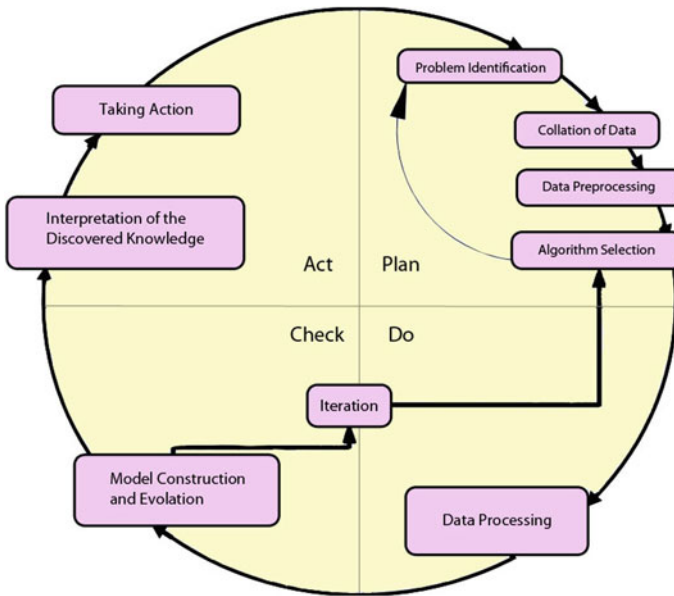 Problem Identification
Taking Action
Collation of Data
Data Preprocessing
Interpretation of the
Discovered Knowledge
Algorithm Selection
Act
Plan
Check
Do
Iteration
Model Construction
and Evolation
Data Processing